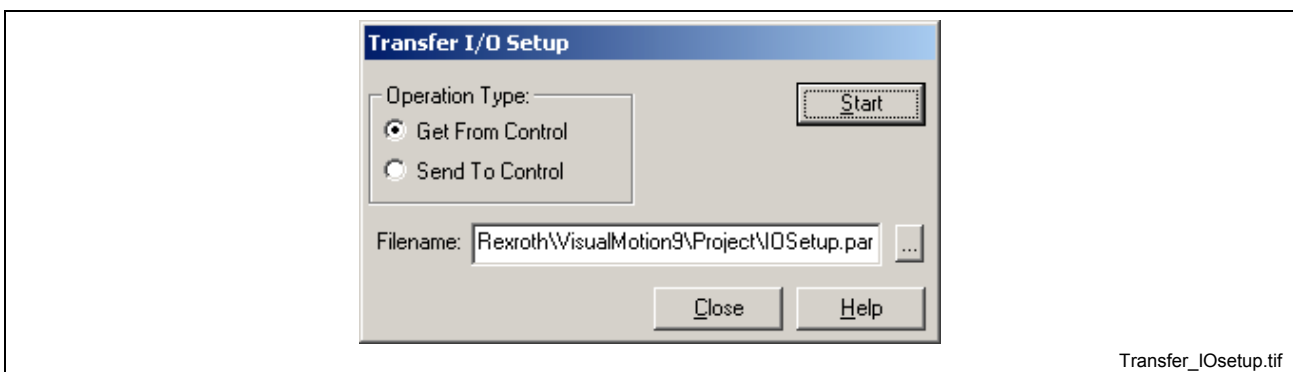 Transfer I/O Setup
Operation Type:
Start
Get From Control
Send To Control
Filename: Rexroth\VisualMotion9\Project\IOSetup.par ...
Close Help
Transfer_IOsetup.tif